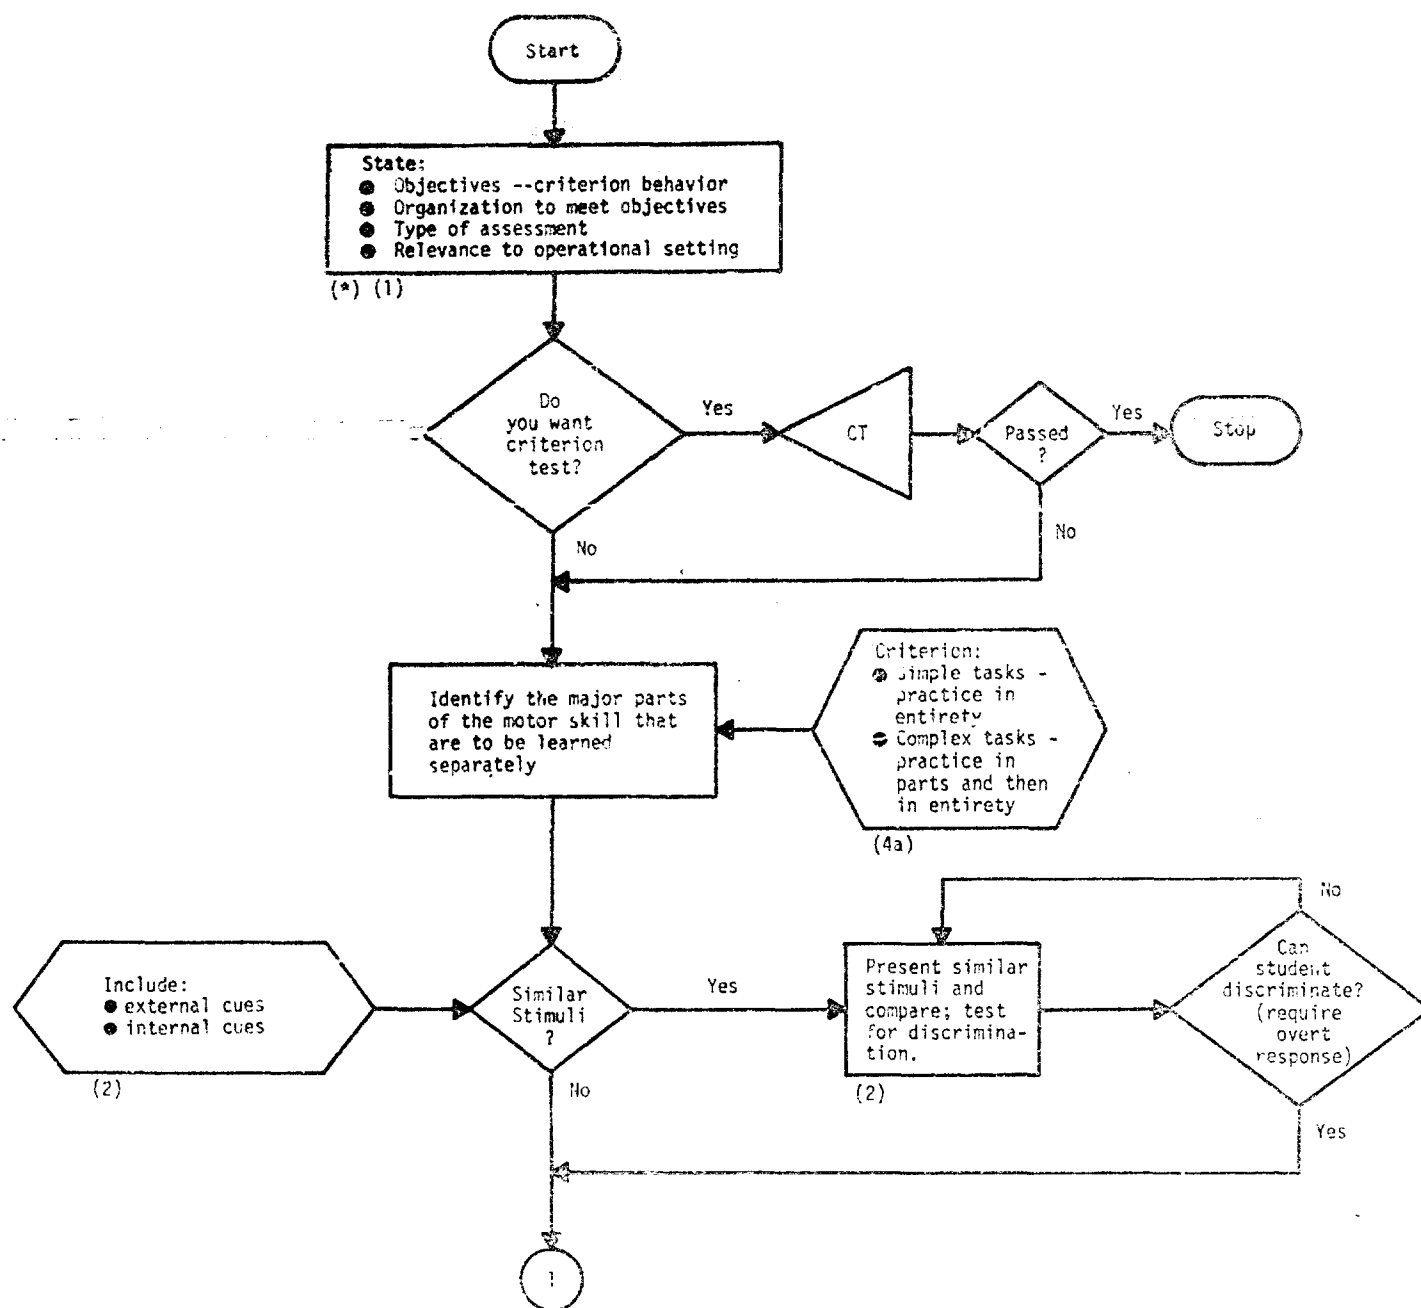 Start
State:
● Objectives --criterion behavior
● Organization to meet objectives
● Type of assessment
● Relevance to operational setting
(*) (1)
Do
you want
criterion
test?
Yes
CT
Passed
?
Yes
Stop
No
No
Identify the major parts
of the motor skill that
are to be learned
separately
Criterion:
● Simple tasks -
practice in
entirety
● Complex tasks -
practice in
parts and then
in entirety
(4a)
Include:
● external cues
● internal cues
(2)
Similar
Stimuli
?
Yes
Present similar
stimuli and
compare; test
for discrimina-
tion.
(2)
No
Can
student
discriminate?
(require
overt
response)
No
Yes
1